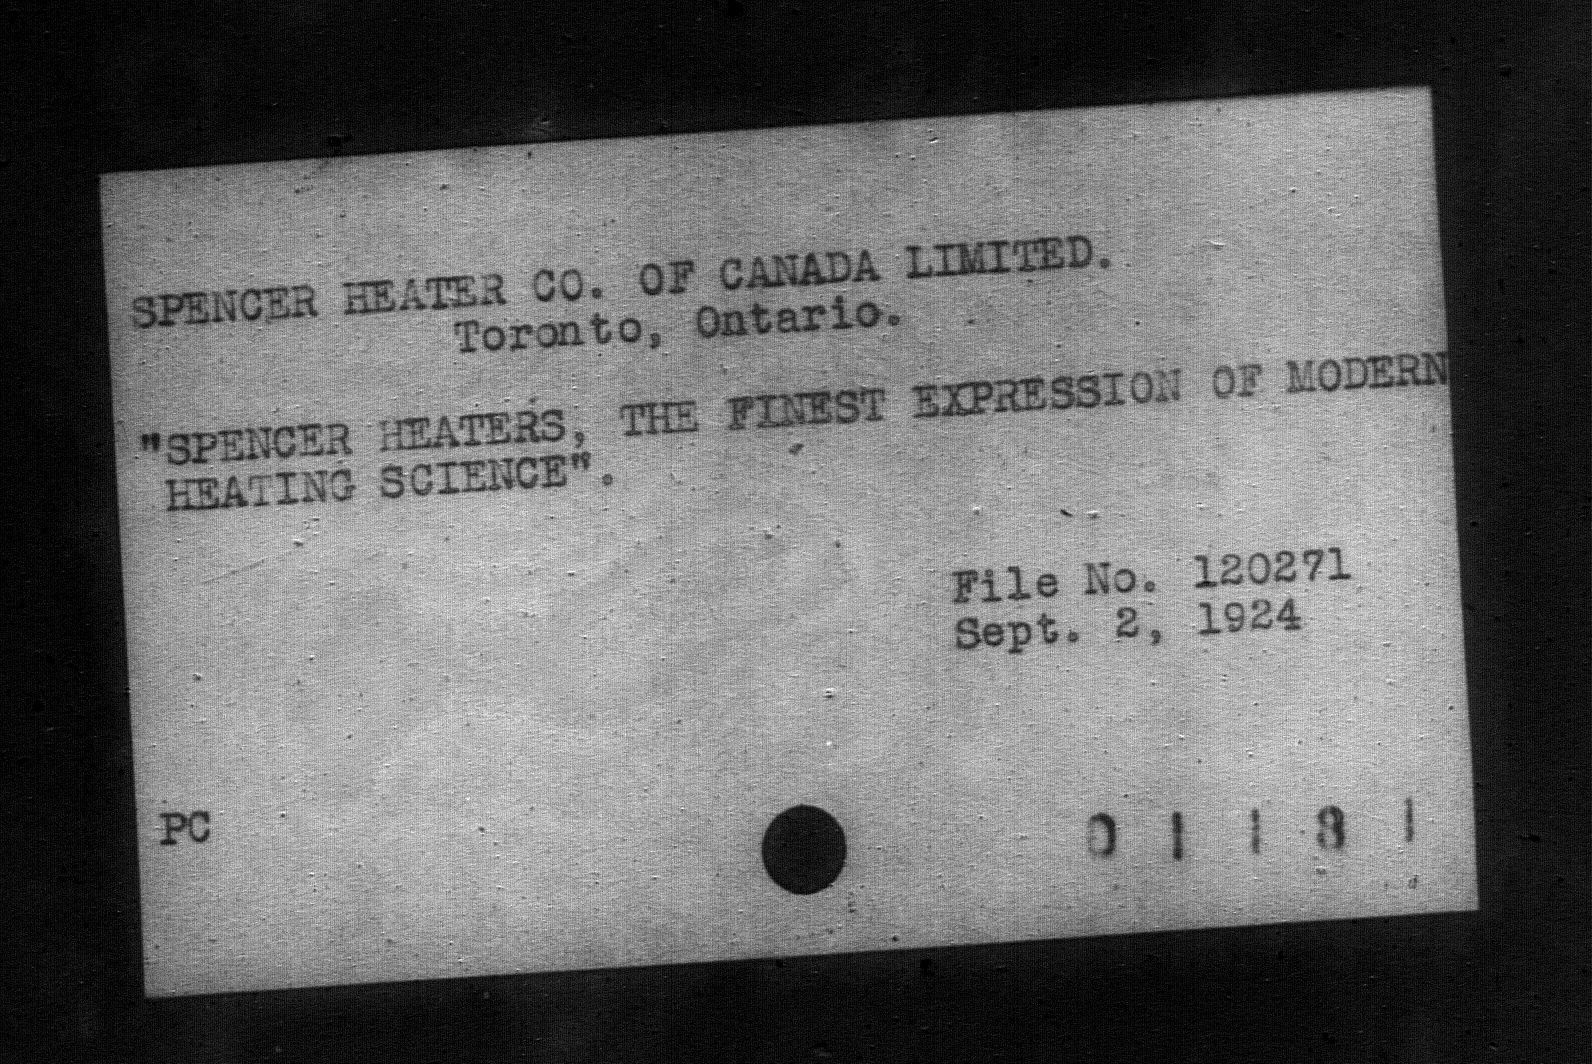 SPENCER HEATER CO. OF CANADA LIMITED.
Toronto, Ontario.
"SPENCER HEATERS, THE FINEST EXPRESSION OF MODERN
HEATING SCIENCE".
File No. 120271
Sept. 2, 1924
PC
01181